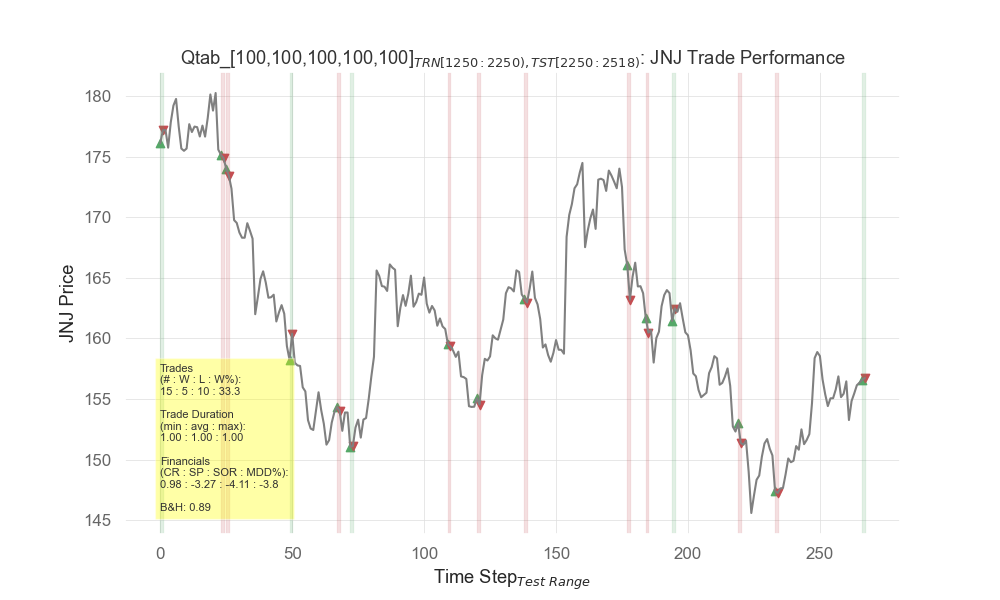 Qtab_[100,100,100,100,100]TRN[1250:2250),TST[2250:2518): JNJ Trade Performance
JNJ Price
180
175
170
165
160
155
150
145
Trades
(# : W : L : W%):
15 : 5 : 10 : 33.3
Trade Duration
(min : avg : max):
1.00 : 1.00 : 1.00
Financials
(CR : SP : SOR : MDD%):
0.98 : -3.27 : -4.11 : -3.8
B&H: 0.89
0 50 100 150 200 250
Time StepTest Range